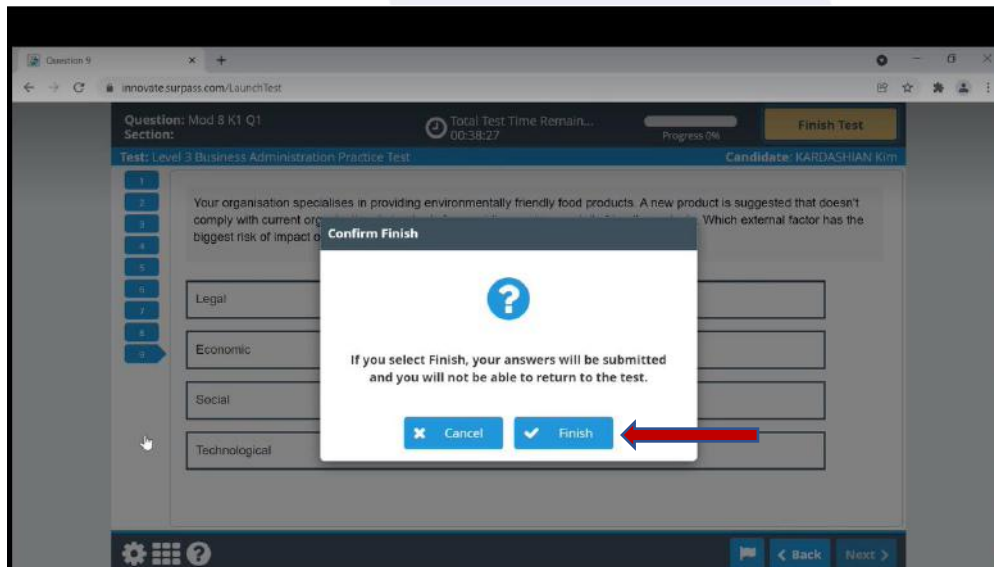 Question 9
innovate.surpass.com/LaunchTest
Question: Mod 8 K1 Q1
Section:
Total Test Time Remain...
00:38:27
Progress 0%
Finish Test
Test: Level 3 Business Administration Practice Test
Candidate: KARDASHIAN Kim
1
2
3
4
5
6
7
8
9
Your organisation specialises in providing environmentally friendly food products. A new product is suggested that doesn't
comply with current Which external factor has the
biggest risk of impact
Confirm Finish
Legal
Economic
Social
Technological
If you select Finish, your answers will be submitted
and you will not be able to return to the test.
Cancel
Finish
Back
Next